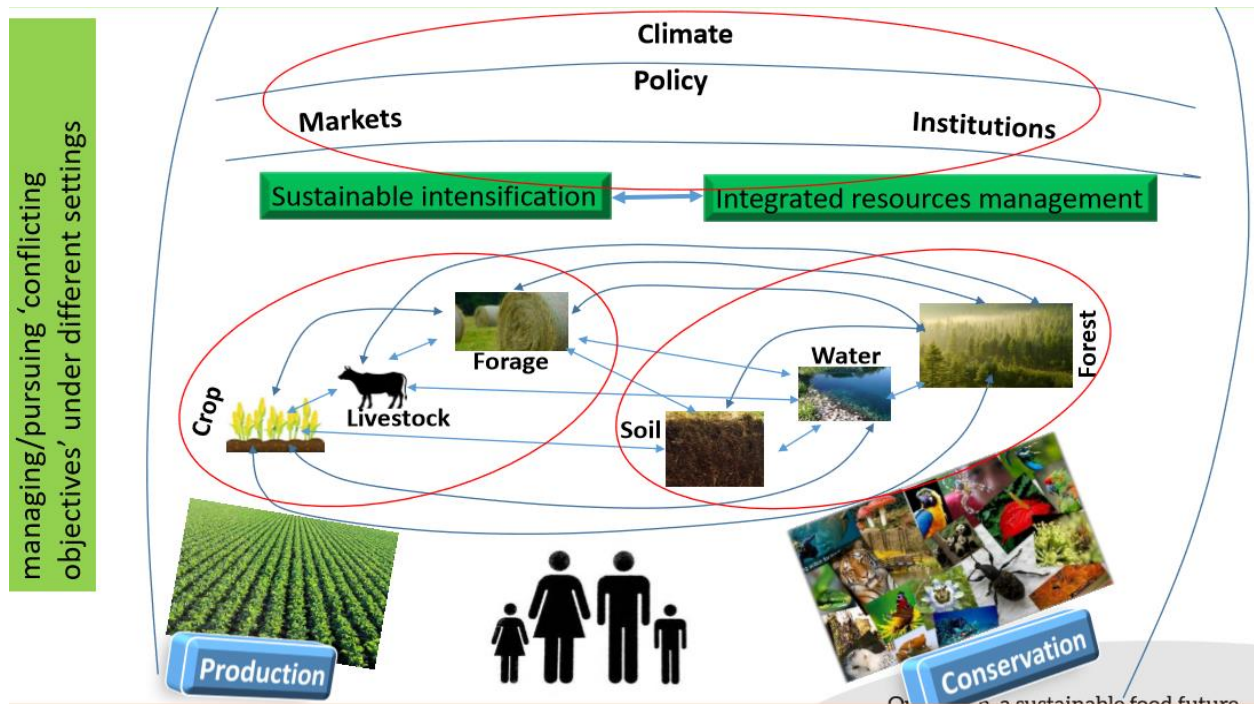 managing/pursuing ‘conflicting
objectives’ under different settings
Climate
Policy
Markets
Institutions
Sustainable intensification
Integrated resources management
Forage
Water
Forest
Crop
Livestock
Soil
Production
Conservation
a sustainable food future